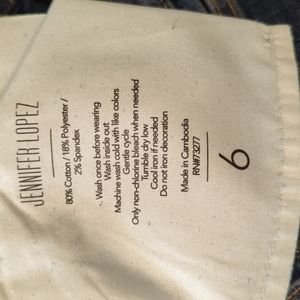 JENNIFER LOPEZ
80% Cotton / 18% Polyester /
2% Spandex
Wash once before wearing
Wash inside out
Machine wash cold with like colors
Gentle cycle
Only non-chlorine bleach when needed
Tumble dry low
Cool iron if needed
Do not iron decoration
Made in Cambodia
RN#73277
6